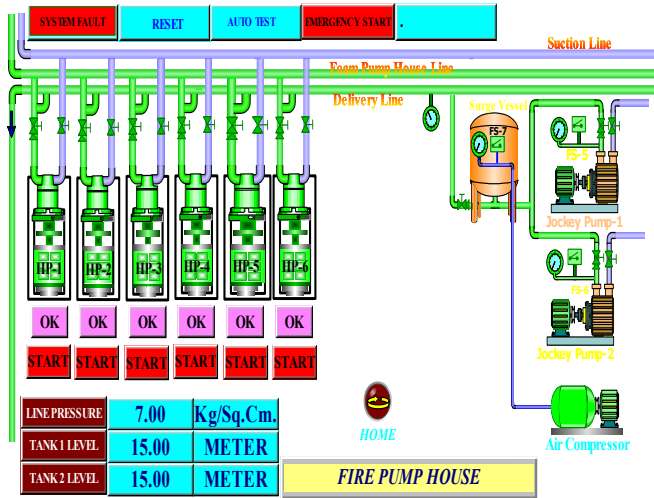 SYSTEM FAULT
RESET
AUTO TEST
EMERGENCY START
.
Suction Line
Foam Pump House Line
Delivery Line
Surge Vessel
FS-7
FS-5
Jockey Pump-1
HP-1
HP-2
HP-3
HP-4
HP-5
HP-6
FS-6
Jockey Pump-2
OK
OK
OK
OK
OK
OK
START
START
START
START
START
START
LINE PRESSURE 7.00 Kg/Sq.Cm.
TANK 1 LEVEL 15.00 METER
TANK 2 LEVEL 15.00 METER
HOME
Air Compressor
FIRE PUMP HOUSE